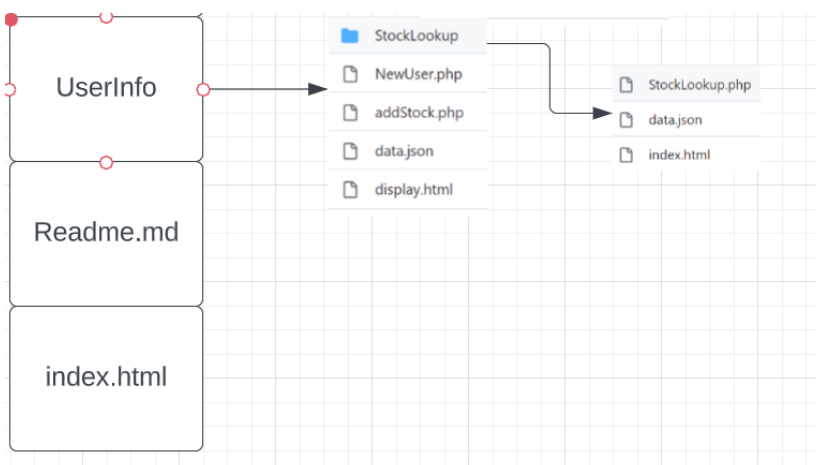 UserInfo
Readme.md
index.html
StockLookup
NewUser.php
addStock.php
data.json
display.html
StockLookup.php
data.json
index.html